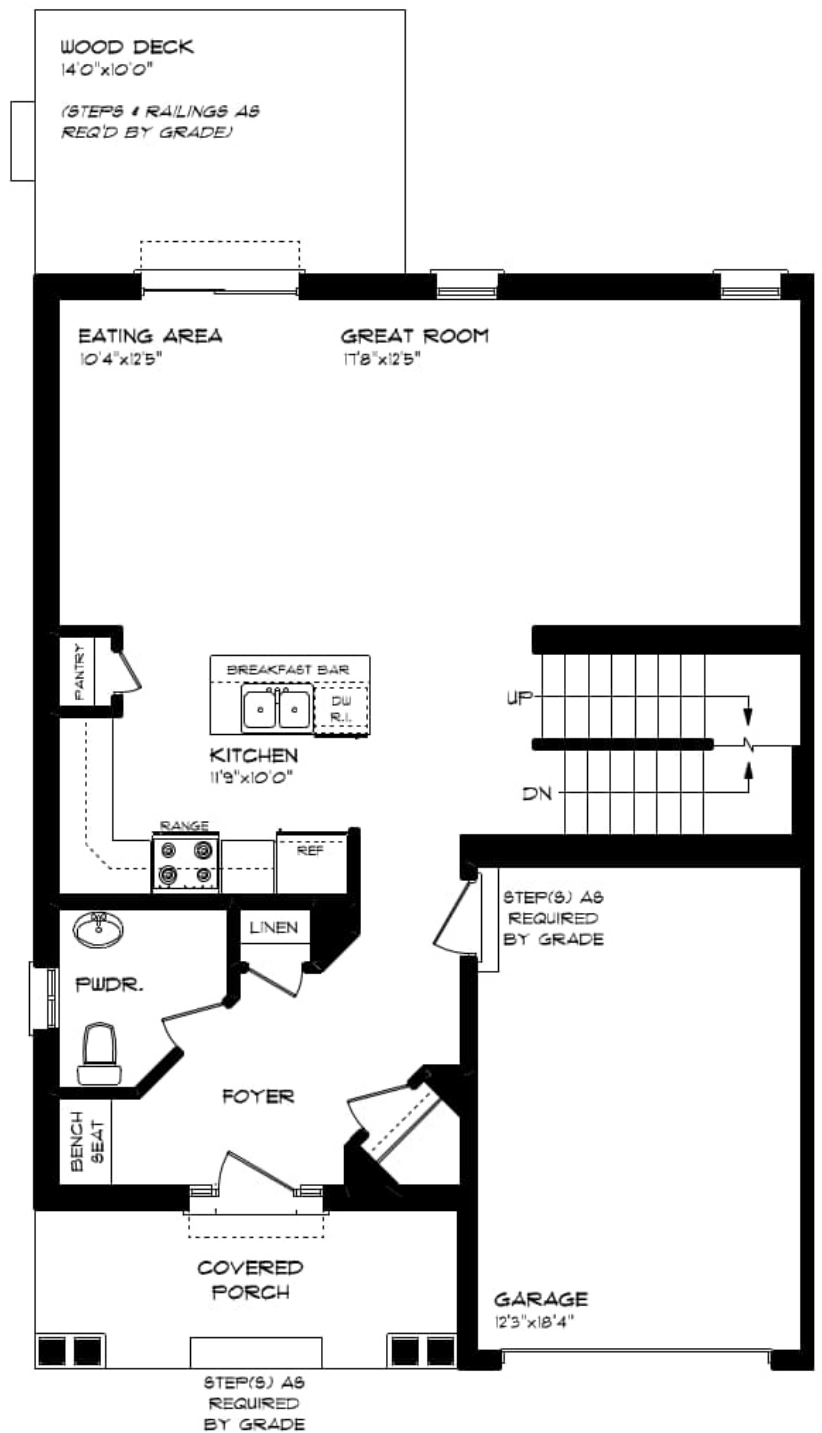 WOOD DECK
14'0"x10'0"
(STEPS & RAILINGS AS
REQ'D BY GRADE)
EATING AREA
10'4"x12'5"
GREAT ROOM
17'8"x12'5"
PANTRY
BREAKFAST BAR
DW
R.I.
UP
KITCHEN
11'9"x10'0"
DN
RANGE
REF
STEP(S) AS
REQUIRED
BY GRADE
LINEN
PWDR.
FOYER
BENCH
SEAT
COVERED
PORCH
GARAGE
12'3"x18'4"
STEP(S) AS
REQUIRED
BY GRADE